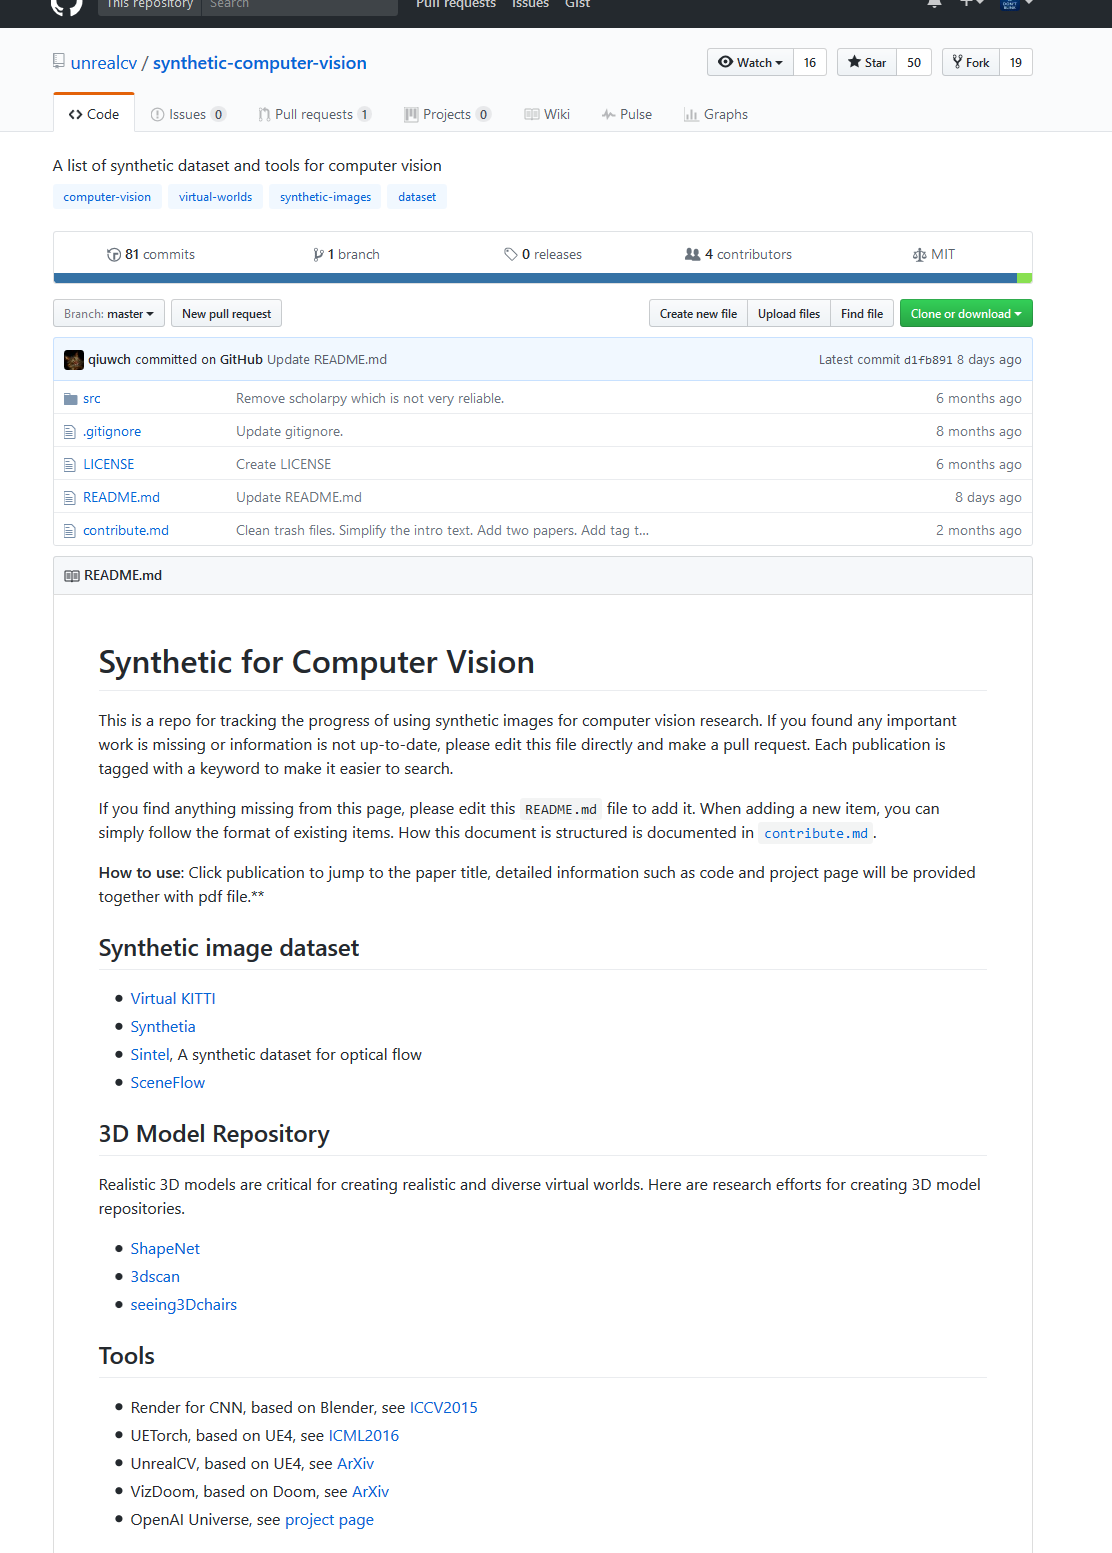 This repository Search Pull requests Issues Gist
unrealcv / synthetic-computer-vision Watch 16 Star 50 Fork 19
Code Issues 0 Pull requests 1 Projects 0 Wiki Pulse Graphs
A list of synthetic dataset and tools for computer vision
computer-vision virtual-worlds synthetic-images dataset
81 commits 1 branch 0 releases 4 contributors MIT
Branch: master New pull request Create new file Upload files Find file Clone or download
qiuwch committed on GitHub Update README.md Latest commit d1fb891 8 days ago
src Remove scholarpy which is not very reliable. 6 months ago
.gitignore Update gitignore. 8 months ago
LICENSE Create LICENSE 6 months ago
README.md Update README.md 8 days ago
contribute.md Clean trash files. Simplify the intro text. Add two papers. Add tag t... 2 months ago
README.md
Synthetic for Computer Vision
This is a repo for tracking the progress of using synthetic images for computer vision research. If you found any important
work is missing or information is not up-to-date, please edit this file directly and make a pull request. Each publication is
tagged with a keyword to make it easier to search.
If you find anything missing from this page, please edit this README.md file to add it. When adding a new item, you can
simply follow the format of existing items. How this document is structured is documented in contribute.md.
How to use: Click publication to jump to the paper title, detailed information such as code and project page will be provided
together with pdf file.**
Synthetic image dataset
• Virtual KITTI
• Synthetia
• Sintel, A synthetic dataset for optical flow
• SceneFlow
3D Model Repository
Realistic 3D models are critical for creating realistic and diverse virtual worlds. Here are research efforts for creating 3D model
repositories.
• ShapeNet
• 3dscan
• seeing3Dchairs
Tools
• Render for CNN, based on Blender, see ICCV2015
• UETorch, based on UE4, see ICML2016
• UnrealCV, based on UE4, see ArXiv
• VizDoom, based on Doom, see ArXiv
• OpenAI Universe, see project page